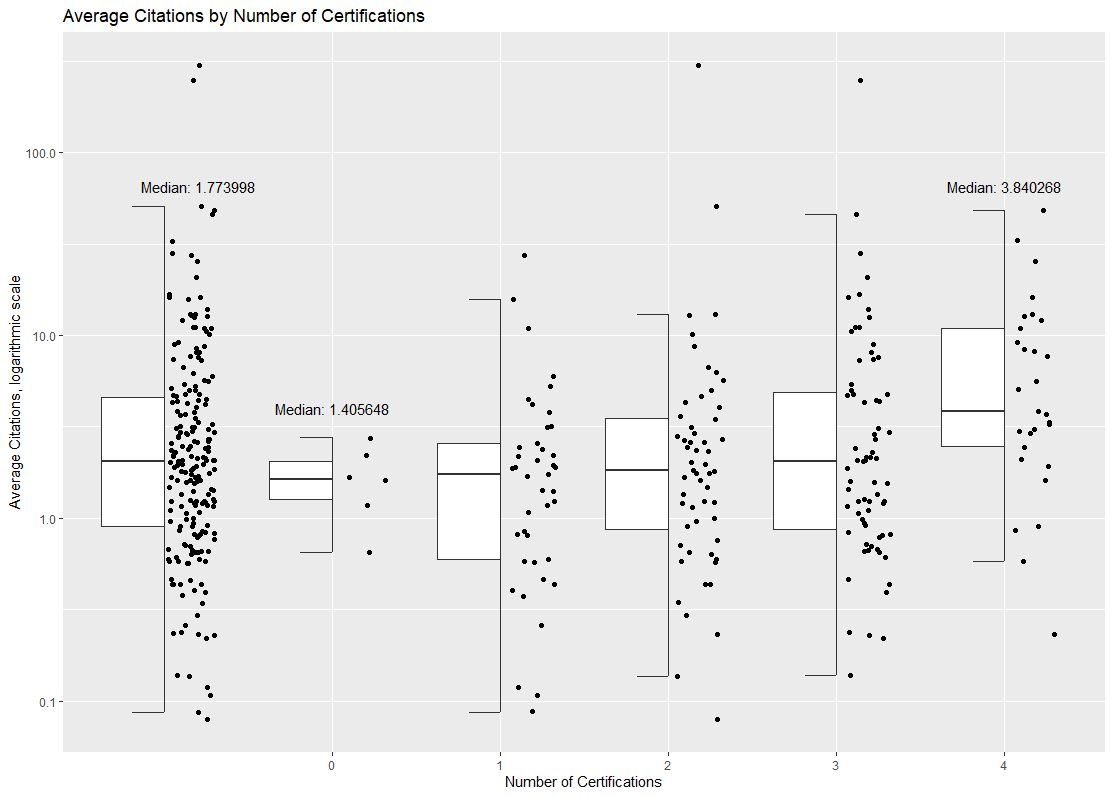 Average Citations by Number of Certifications
Average Citations, logarithmic scale
100.0
10.0
1.0
0.1
Median: 1.773998
Median: 1.405648
Median: 3.840268
0
1
2
3
4
Number of Certifications